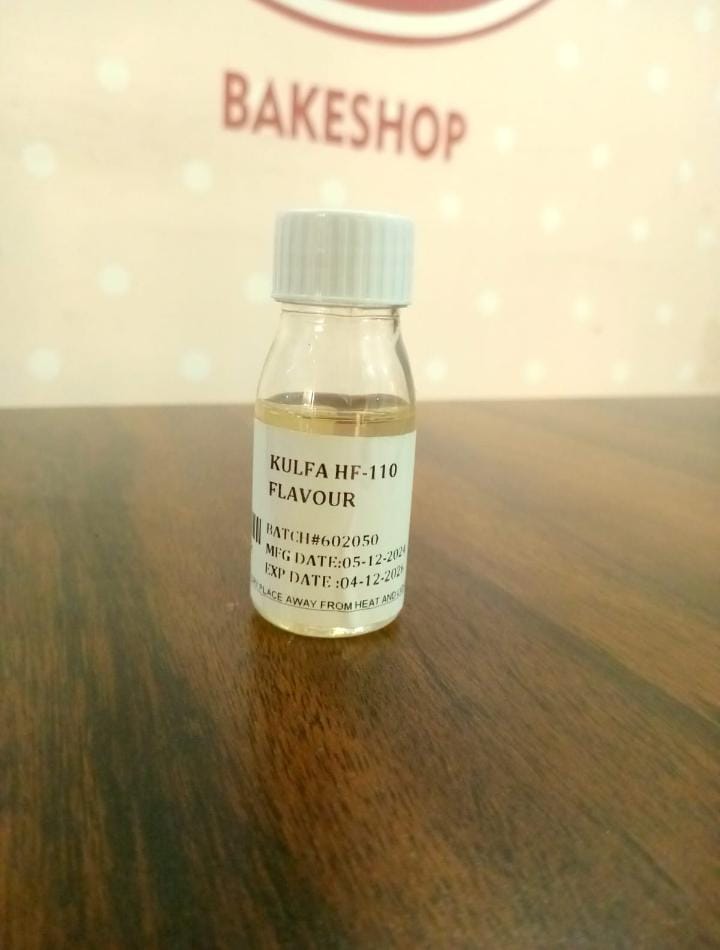 BAKESHOP
KULFA HF-110
FLAVOUR
BATCH#602050
MFG DATE:05-12-2024
EXP DATE :04-12-2026
PLACE AWAY FROM HEAT AND